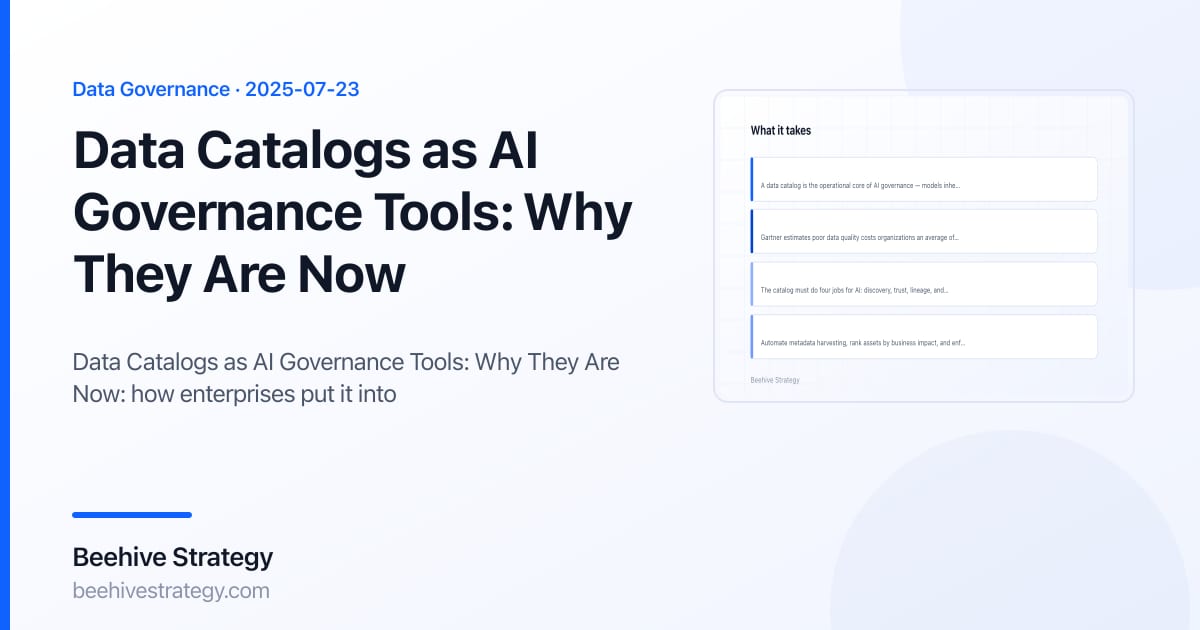 Data Governance · 2025-07-23
Data Catalogs as AI
Governance Tools: Why
They Are Now
Data Catalogs as AI Governance Tools: Why They Are
Now: how enterprises put it into
Beehive Strategy
beehivestrategy.com
What it takes
A data catalog is the operational core of AI governance — models inhe...
Gartner estimates poor data quality costs organizations an average of...
The catalog must do four jobs for AI: discovery, trust, lineage, and...
Automate metadata harvesting, rank assets by business impact, and enf...
Beehive Strategy